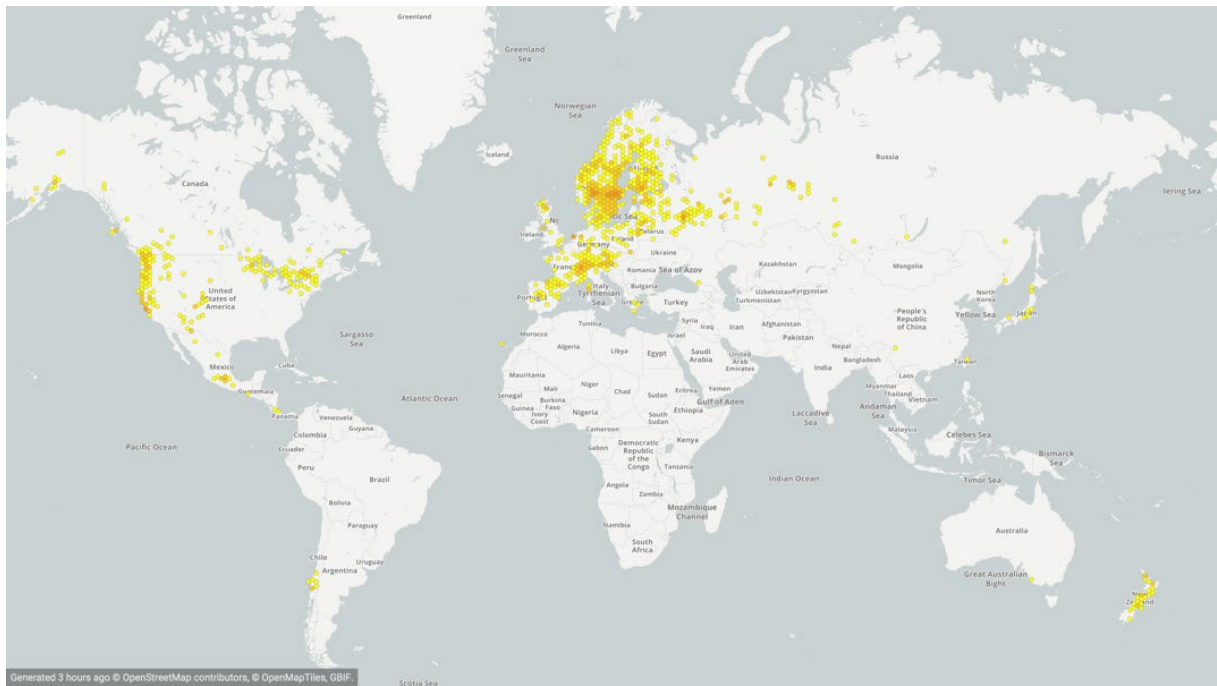 Greenland
Greenland
Sea
Norwegian
Sea
Iceland
Russia
Canada
Ireland
Belarus
Germany
Ukraine
Kazakhstan
Mongolia
Romania
Sea of Azov
Italy
Bulgaria
Uzbekistan
Kyrgyzstan
Turkmenistan
North
Korea
United
States of
America
Tyrrhenian
Sea
Turkey
People's
Republic
of China
Yellow Sea
Japan
Tunisia
Syria
Iraq
Iran
Afghanistan
Sargasso
Sea
Morocco
Israel
Pakistan
Algeria
Libya
Egypt
Saudi
Arabia
United
Arab
Emirates
Nepal
Bangladesh
Taiwan
Mexico
Cuba
India
Myanmar
Laos
Mauritania
Mali
Niger
Chad
Sudan
Eritrea
Yemen
Thailand
Vietnam
Guatemala
Atlantic Ocean
Senegal
Burkina
Faso
Gulf of Aden
Laccadive
Sea
Andaman
Sea
Guinea
Ivory
Coast
Nigeria
South
Sudan
Ethiopia
Panama
Venezuela
Guyana
Cameroon
Malaysia
Celebes Sea
Colombia
Pacific Ocean
Ecuador
Gabon
Democratic
Republic
of the
Congo
Kenya
Bismarck
Sea
Peru
Brazil
Tanzania
Indian Ocean
Timor Sea
Angola
Zambia
Bolivia
Mozambique
Channel
Paraguay
Namibia
Australia
Chile
South
Africa
Argentina
Uruguay
Great Australian
Bight
Generated 3 hours ago © OpenStreetMap contributors, © OpenMapTiles, GBIF.
Scotia Sea